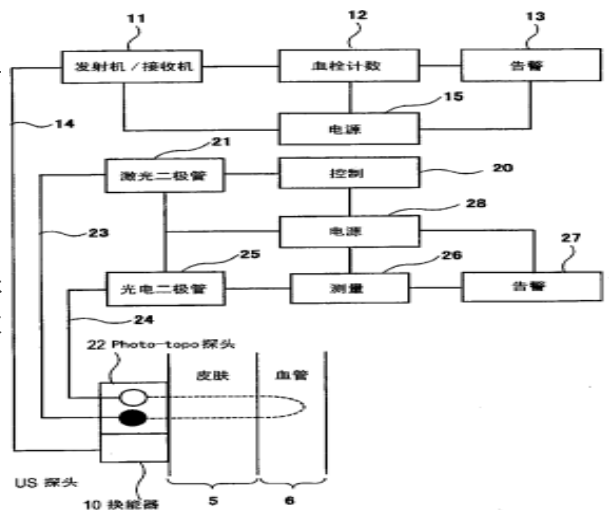 11
12
13
发射机／接收机
血栓计数
告警
14
15
电源
21
激光二极管
控制
20
28
电源
23
25
26
27
光电二极管
测量
告警
24
22 Photo-topo 探头
皮肤
血管
US 探头
10 换能器
5
6